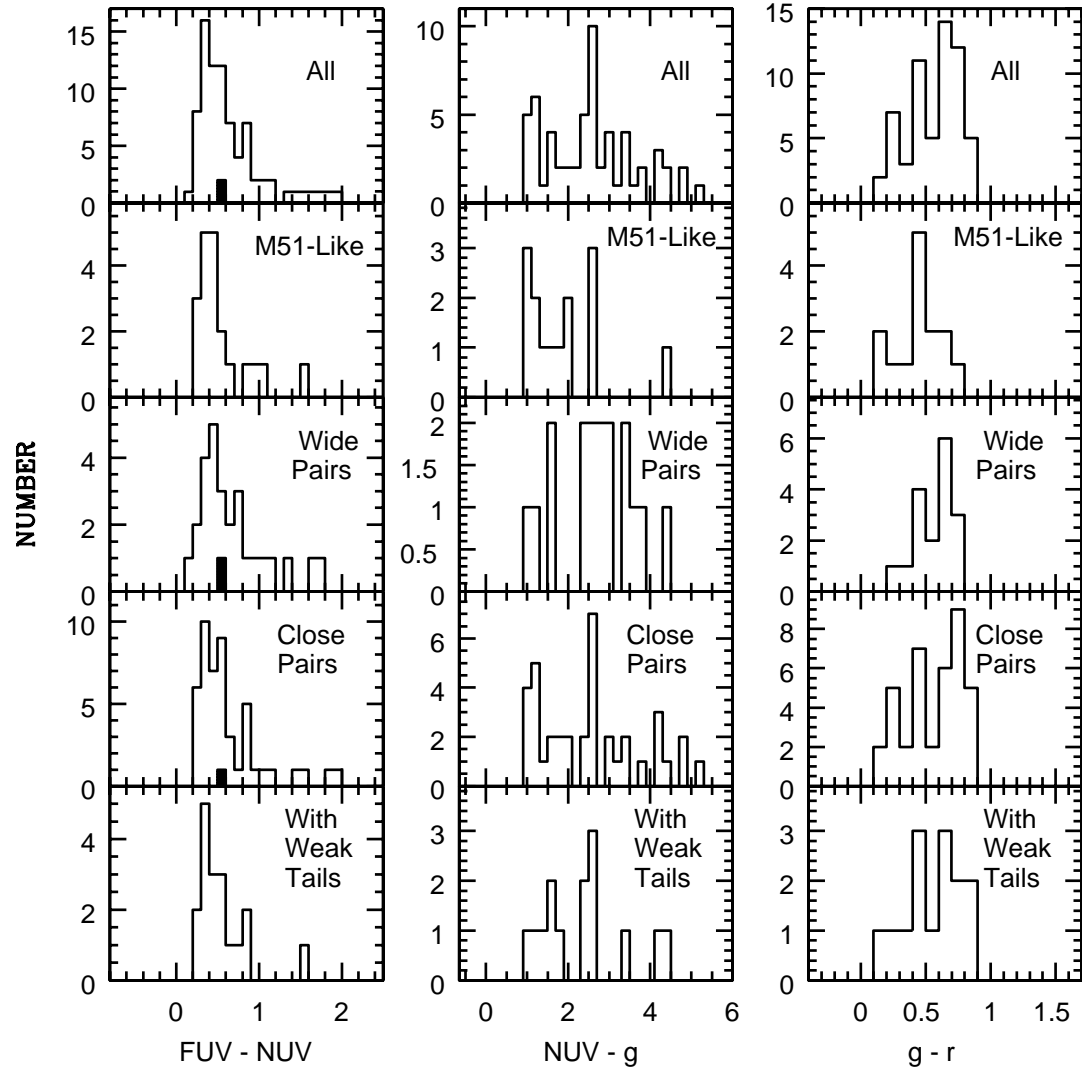 15
10
5
0
All
10
5
0
All
15
10
5
0
All
4
2
0
M51-Like
3
2
1
0
M51-Like
4
2
0
M51-Like
NUMBER
4
2
0
Wide
Pairs
2
1.5
1
0.5
0
Wide
Pairs
6
4
2
0
Wide
Pairs
10
5
0
Close
Pairs
6
4
2
0
Close
Pairs
8
6
4
2
0
Close
Pairs
4
2
0
With
Weak
Tails
3
2
1
0
With
Weak
Tails
3
2
1
0
With
Weak
Tails
0 1 2
FUV - NUV
0 2 4 6
NUV - g
0 0.5 1 1.5
g - r